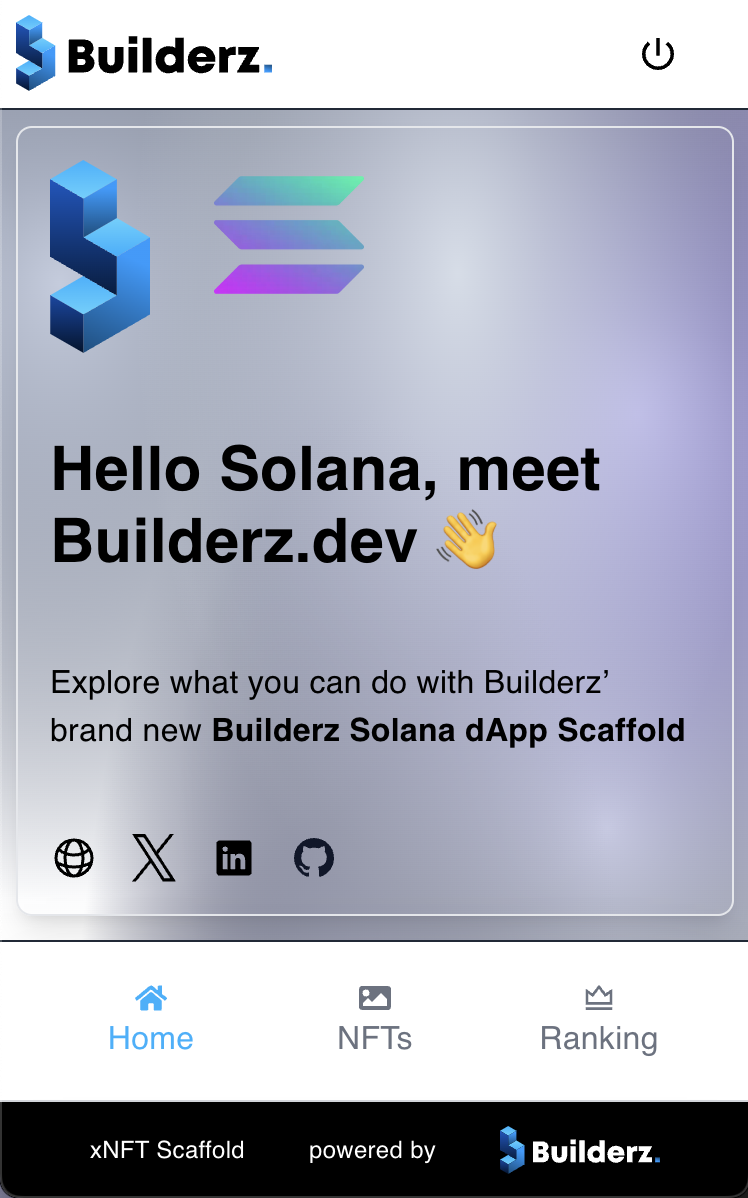 Builderz.
Hello Solana, meet
Builderz.dev 👋
Explore what you can do with Builderz’
brand new Builderz Solana dApp Scaffold
in
Home
NFTs
Ranking
xNFT Scaffold
powered by
Builderz.